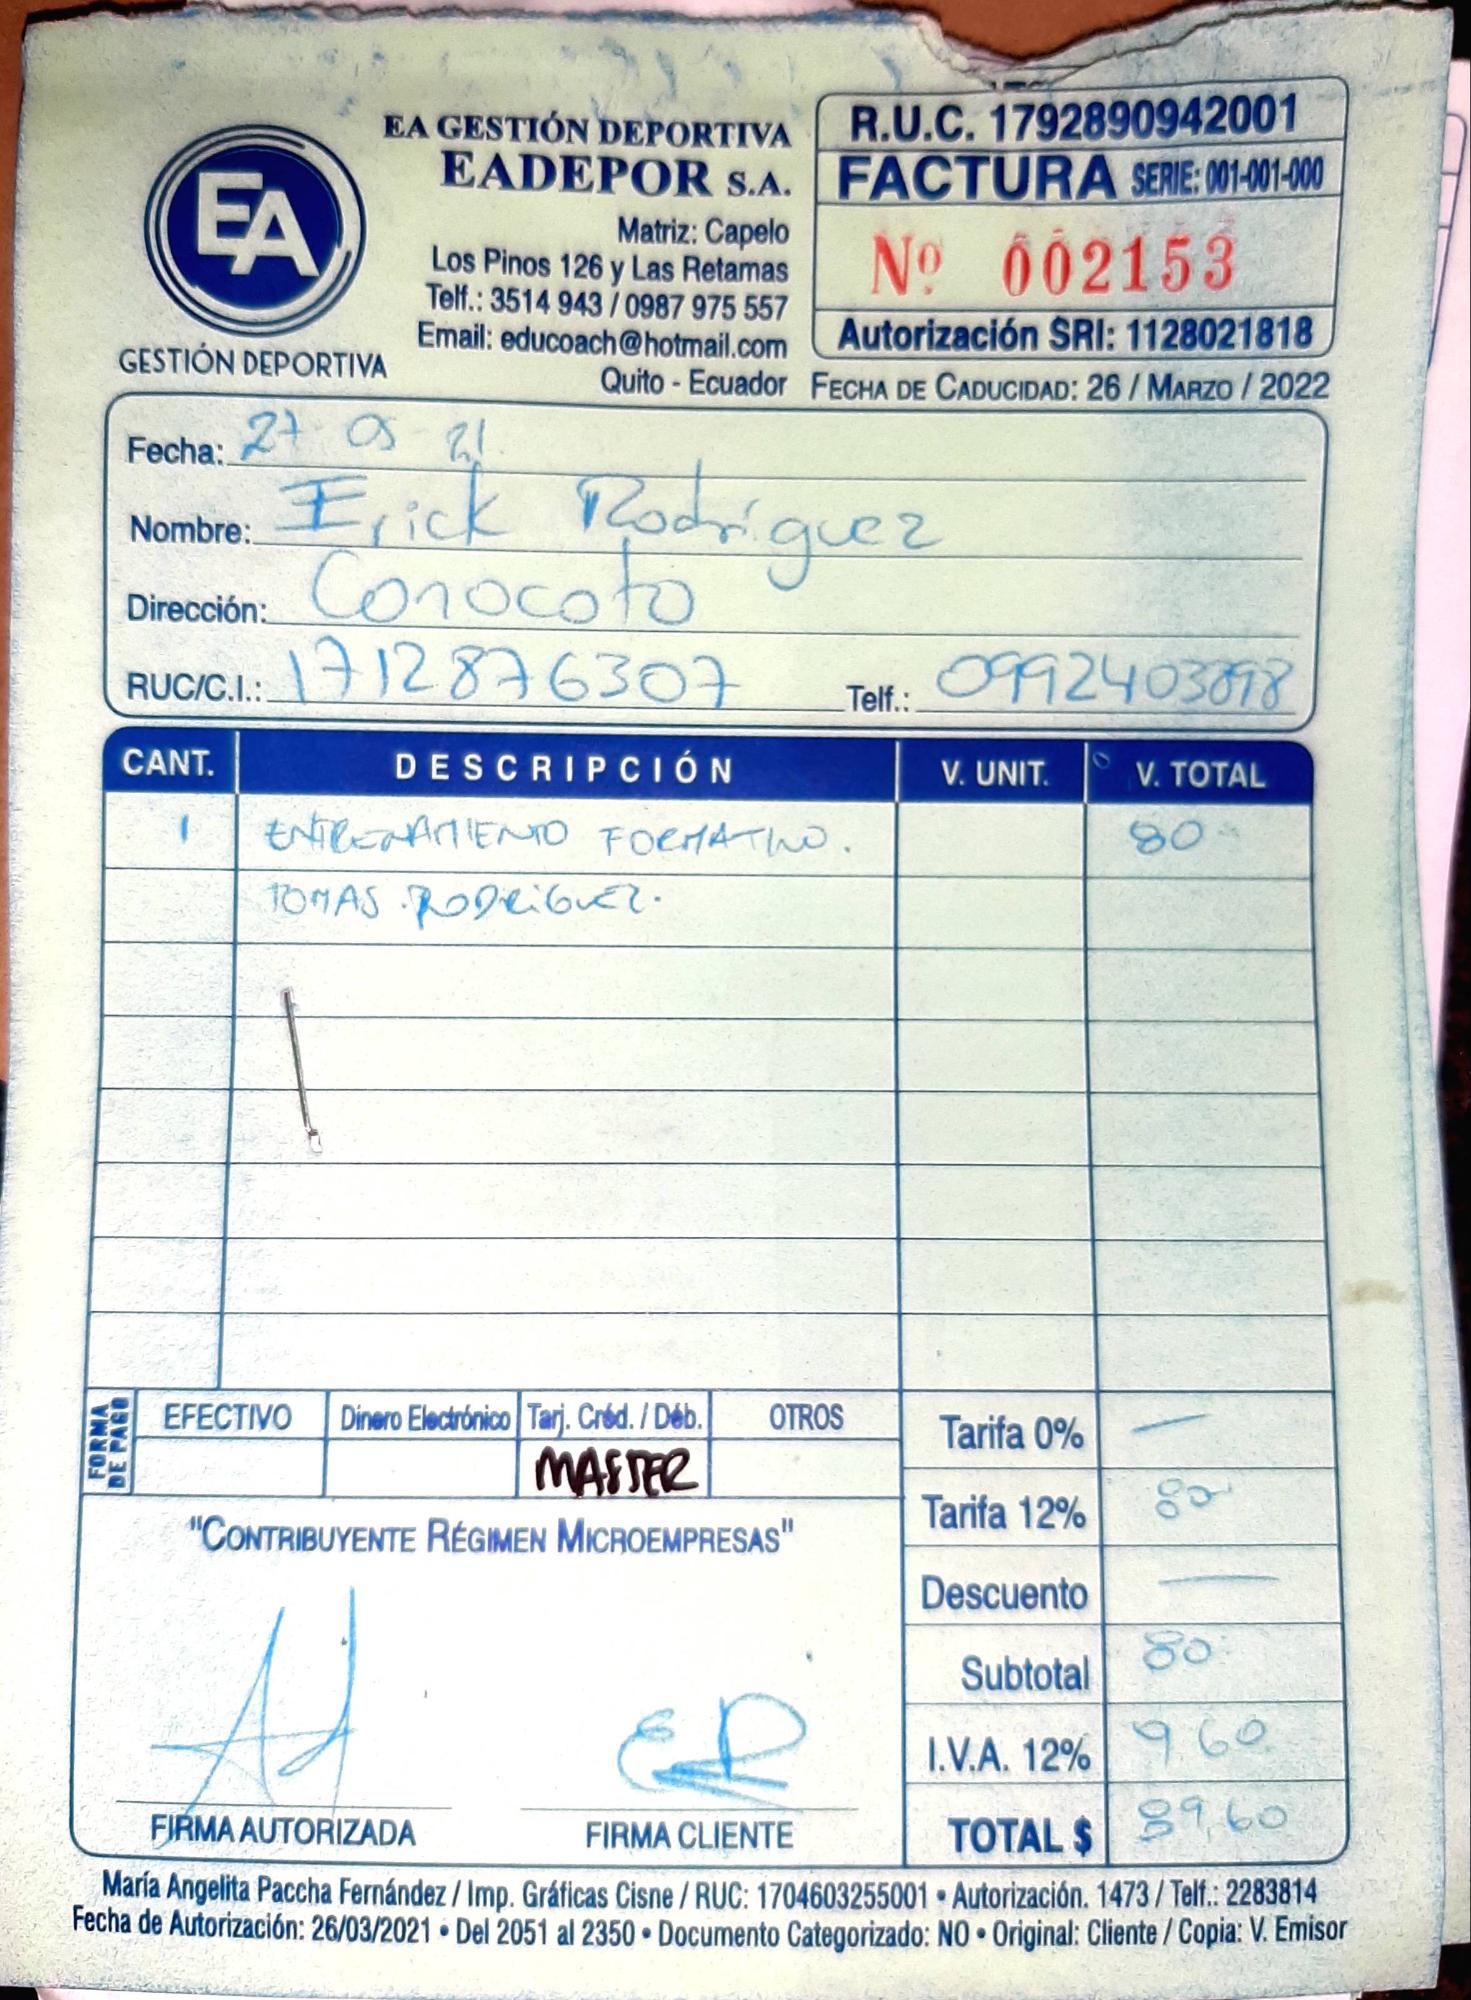 EA
GESTIÓN DEPORTIVA
EA GESTIÓN DEPORTIVA
EADEPOR S.A.
Matriz: Capelo
Los Pinos 126 y Las Retamas
Telf.: 3514 943 / 0987 975 557
Email: educoach@hotmail.com
Quito - Ecuador
R.U.C. 1792890942001
FACTURA SERIE: 001-001-000
Nº 002153
Autorización SRI: 1128021818
FECHA DE CADUCIDAD: 26 / MARZO / 2022
Fecha: 27 05 21
Nombre: Erick Rodríguez
Dirección: Conocoto
RUC/C.I.: 1712876307 Telf.: 0992403898
CANT. DESCRIPCIÓN V. UNIT. V. TOTAL
1 ENTRENAMIENTO FORMATIVO. 80
TOMAS RODRIGUEZ.
FORMA DE PAGO
EFECTIVO Dinero Electrónico Tarj. Créd. / Déb. OTROS
MASTER
Tarifa 0% —
Tarifa 12% 80
Descuento —
Subtotal 80
I.V.A. 12% 9.60
TOTAL $ 89,60
"CONTRIBUYENTE RÉGIMEN MICROEMPRESAS"
ER
FIRMA AUTORIZADA FIRMA CLIENTE
María Angelita Paccha Fernández / Imp. Gráficas Cisne / RUC: 1704603255001 • Autorización. 1473 / Telf.: 2283814
Fecha de Autorización: 26/03/2021 • Del 2051 al 2350 • Documento Categorizado: NO • Original: Cliente / Copia: V. Emisor